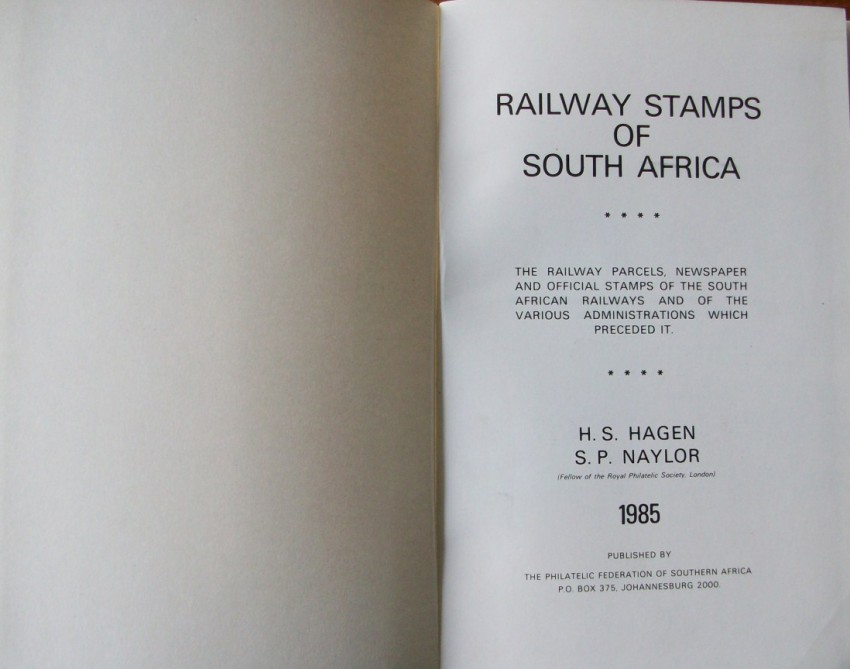 RAILWAY STAMPS
OF
SOUTH AFRICA
* * * *
THE RAILWAY PARCELS, NEWSPAPER
AND OFFICIAL STAMPS OF THE SOUTH
AFRICAN RAILWAYS AND OF THE
VARIOUS ADMINISTRATIONS WHICH
PRECEDED IT.
* * * *
H. S. HAGEN
S. P. NAYLOR
(Fellow of the Royal Philatelic Society, London)
1985
PUBLISHED BY
THE PHILATELIC FEDERATION OF SOUTHERN AFRICA
P.O. BOX 375, JOHANNESBURG 2000.